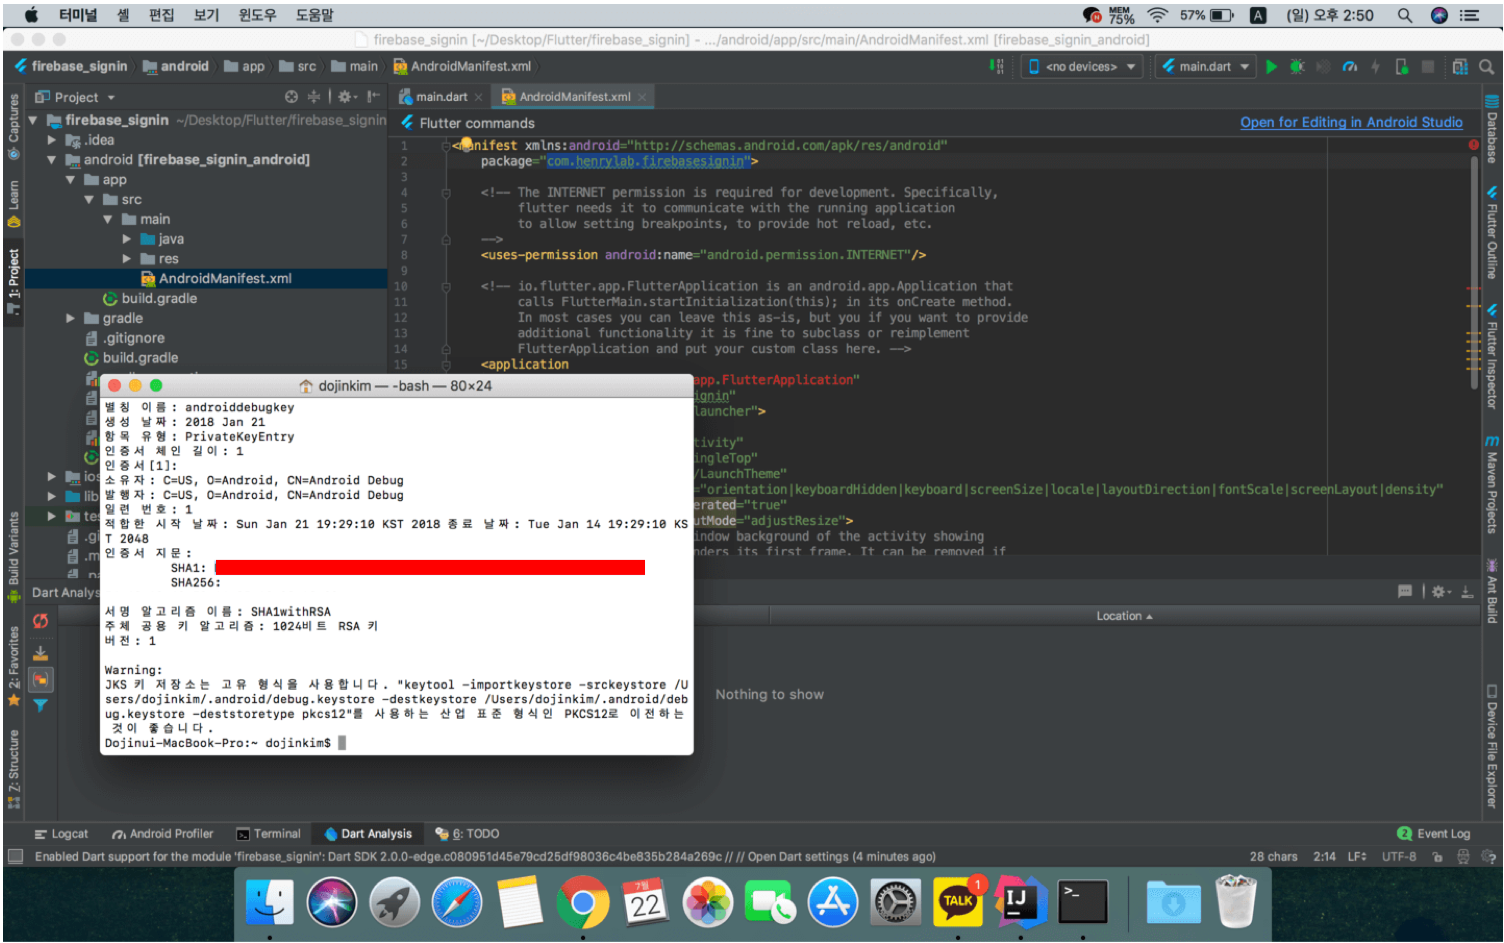 터미널 셸 편집 보기 윈도우 도움말 MEM 75% 57% A (일) 오후 2:50
firebase_signin [~/Desktop/Flutter/firebase_signin] - .../android/app/src/main/AndroidManifest.xml [firebase_signin_android]
firebase_signin android app src main AndroidManifest.xml <no devices> main.dart
Project
main.dart AndroidManifest.xml
Flutter commands Open for Editing in Android Studio
Captures
Learn
1: Project
Build Variants
2: Favorites
7: Structure
firebase_signin ~/Desktop/Flutter/firebase_signin
.idea
android [firebase_signin_android]
app
src
main
java
res
AndroidManifest.xml
build.gradle
gradle
.gitignore
build.gradle
ios
lib
tes
.gi
.m
1 <manifest xmlns:android="http://schemas.android.com/apk/res/android"
2 package="com.henrylab.firebasesignin">
3
4 <!-- The INTERNET permission is required for development. Specifically,
5 flutter needs it to communicate with the running application
6 to allow setting breakpoints, to provide hot reload, etc.
7 -->
8 <uses-permission android:name="android.permission.INTERNET"/>
9
10 <!-- io.flutter.app.FlutterApplication is an android.app.Application that
11 calls FlutterMain.startInitialization(this); in its onCreate method.
12 In most cases you can leave this as-is, but you if you want to provide
13 additional functionality it is fine to subclass or reimplement
14 FlutterApplication and put your custom class here. -->
15 <application
app.FlutterApplication"
ignin"
launcher">
tivity"
ingleTop"
/LaunchTheme"
="orientation|keyboardHidden|keyboard|screenSize|locale|layoutDirection|fontScale|screenLayout|density"
erated="true"
utMode="adjustResize">
indow background of the activity showing
nders its first frame. It can be removed if
Database
Flutter Outline
Flutter Inspector
Maven Projects
Ant Build
Device File Explorer
dojinkim — -bash — 80×24
별칭 이름: androiddebugkey
생성 날짜: 2018 Jan 21
항목 유형: PrivateKeyEntry
인증서 체인 길이: 1
인증서[1]:
소유자: C=US, O=Android, CN=Android Debug
발행자: C=US, O=Android, CN=Android Debug
일련 번호: 1
적합한 시작 날짜: Sun Jan 21 19:29:10 KST 2018 종료 날짜: Tue Jan 14 19:29:10 KS
T 2048
인증서 지문:
SHA1:
SHA256:
서명 알고리즘 이름: SHA1withRSA
주체 공용 키 알고리즘: 1024비트 RSA 키
버전: 1
Warning:
JKS 키 저장소는 고유 형식을 사용합니다. "keytool -importkeystore -srckeystore /U
sers/dojinkim/.android/debug.keystore -destkeystore /Users/dojinkim/.android/deb
ug.keystore -deststoretype pkcs12"를 사용하는 산업 표준 형식인 PKCS12로 이전하는
것이 좋습니다.
Dojinui-MacBook-Pro:~ dojinkim$
Dart Analys
Location
Nothing to show
Logcat Android Profiler Terminal Dart Analysis 6: TODO 2 Event Log
Enabled Dart support for the module 'firebase_signin': Dart SDK 2.0.0-edge.c080951d45e79cd25df98036c4be835b284a269c // // Open Dart settings (4 minutes ago) 28 chars 2:14 LF UTF-8
7월
22
TALK 1
IJ
>_